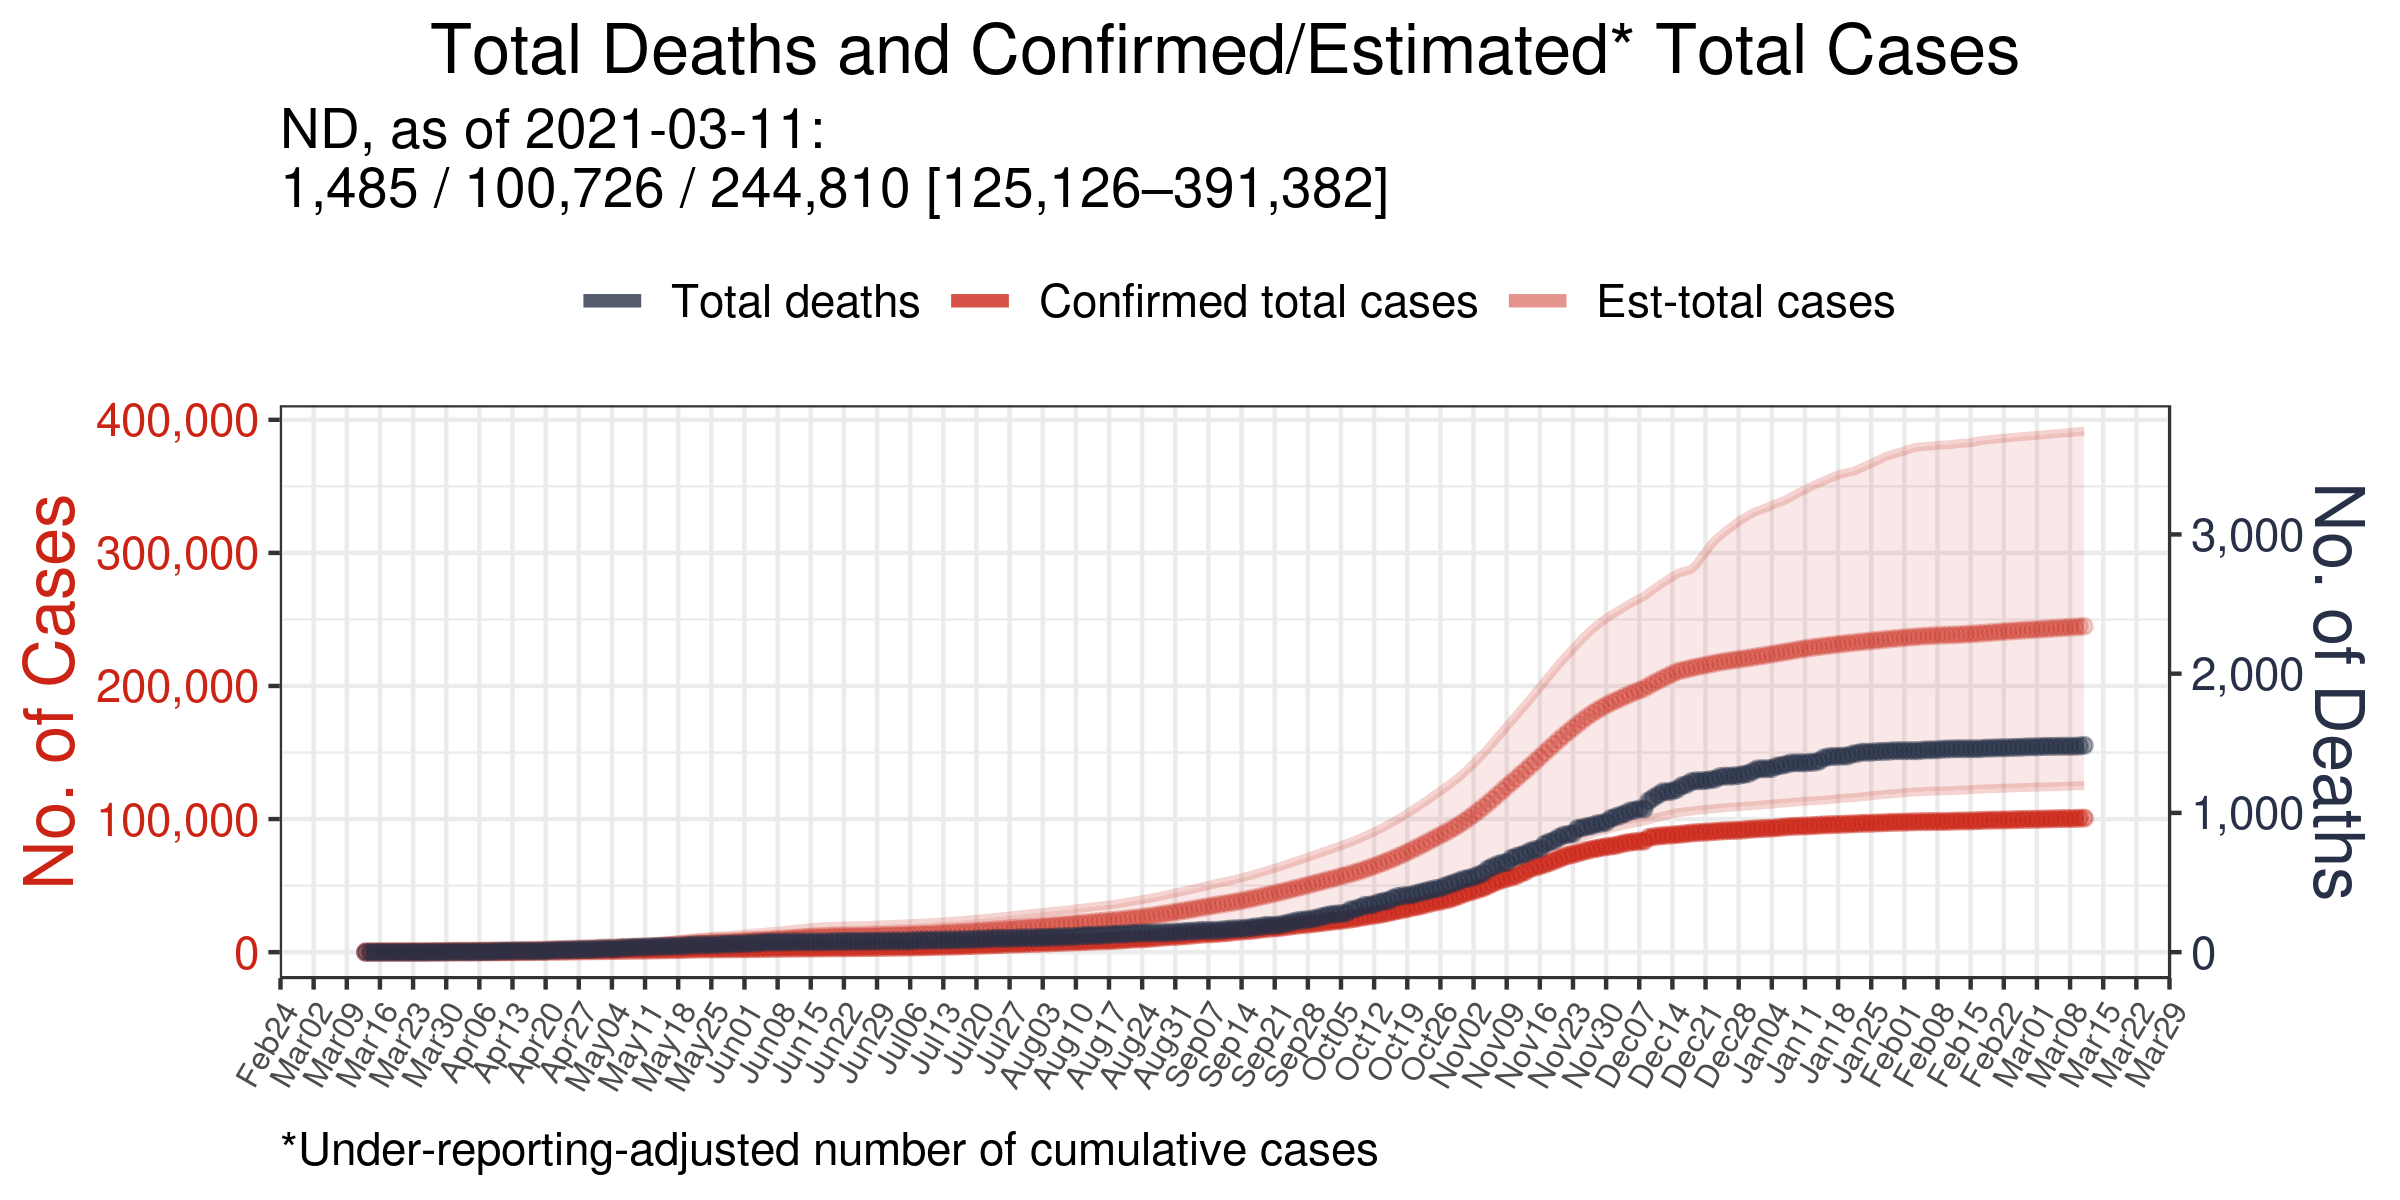 Total Deaths and Confirmed/Estimated* Total Cases
ND, as of 2021-03-11:
1,485 / 100,726 / 244,810 [125,126–391,382]
Total deaths
Confirmed total cases
Est-total cases
No. of Cases
400,000
300,000
200,000
100,000
0
No. of Deaths
3,000
2,000
1,000
0
Feb24
Mar02
Mar09
Mar16
Mar23
Mar30
Apr06
Apr13
Apr20
Apr27
May04
May11
May18
May25
Jun01
Jun08
Jun15
Jun22
Jun29
Jul06
Jul13
Jul20
Jul27
Aug03
Aug10
Aug17
Aug24
Aug31
Sep07
Sep14
Sep21
Sep28
Oct05
Oct12
Oct19
Oct26
Nov02
Nov09
Nov16
Nov23
Nov30
Dec07
Dec14
Dec21
Dec28
Jan04
Jan11
Jan18
Jan25
Feb01
Feb08
Feb15
Feb22
Mar01
Mar08
Mar15
Mar22
Mar29
*Under-reporting-adjusted number of cumulative cases